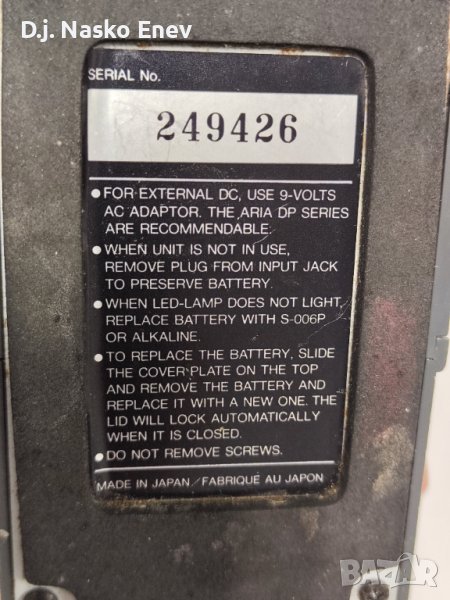 Dj. Nasko Enev
SERIAL No.
249426
• FOR EXTERNAL DC, USE 9-VOLTS
AC ADAPTOR. THE ARIA DP SERIES
ARE RECOMMENDABLE.
• WHEN UNIT IS NOT IN USE,
REMOVE PLUG FROM INPUT JACK
TO PRESERVE BATTERY.
• WHEN LED-LAMP DOES NOT LIGHT,
REPLACE BATTERY WITH S-006P
OR ALKALINE.
• TO REPLACE THE BATTERY, SLIDE
THE COVER PLATE ON THE TOP
AND REMOVE THE BATTERY AND
REPLACE IT WITH A NEW ONE. THE
LID WILL LOCK AUTOMATICALLY
WHEN IT IS CLOSED.
• DO NOT REMOVE SCREWS.
MADE IN JAPAN / FABRIQUÉ AU JAPON
bazar